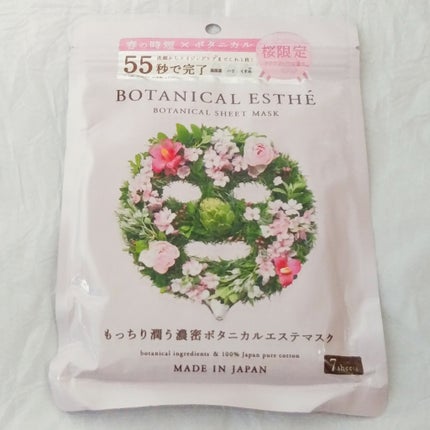 春の時短×ボタニカル
桜限定
55秒で完了
BOTANICAL ESTHÉ
BOTANICAL SHEET MASK
もっちり潤う濃密ボタニカルエステマスク
botanical ingredients & 100% Japan pure cotton
MADE IN JAPAN
7 sheets